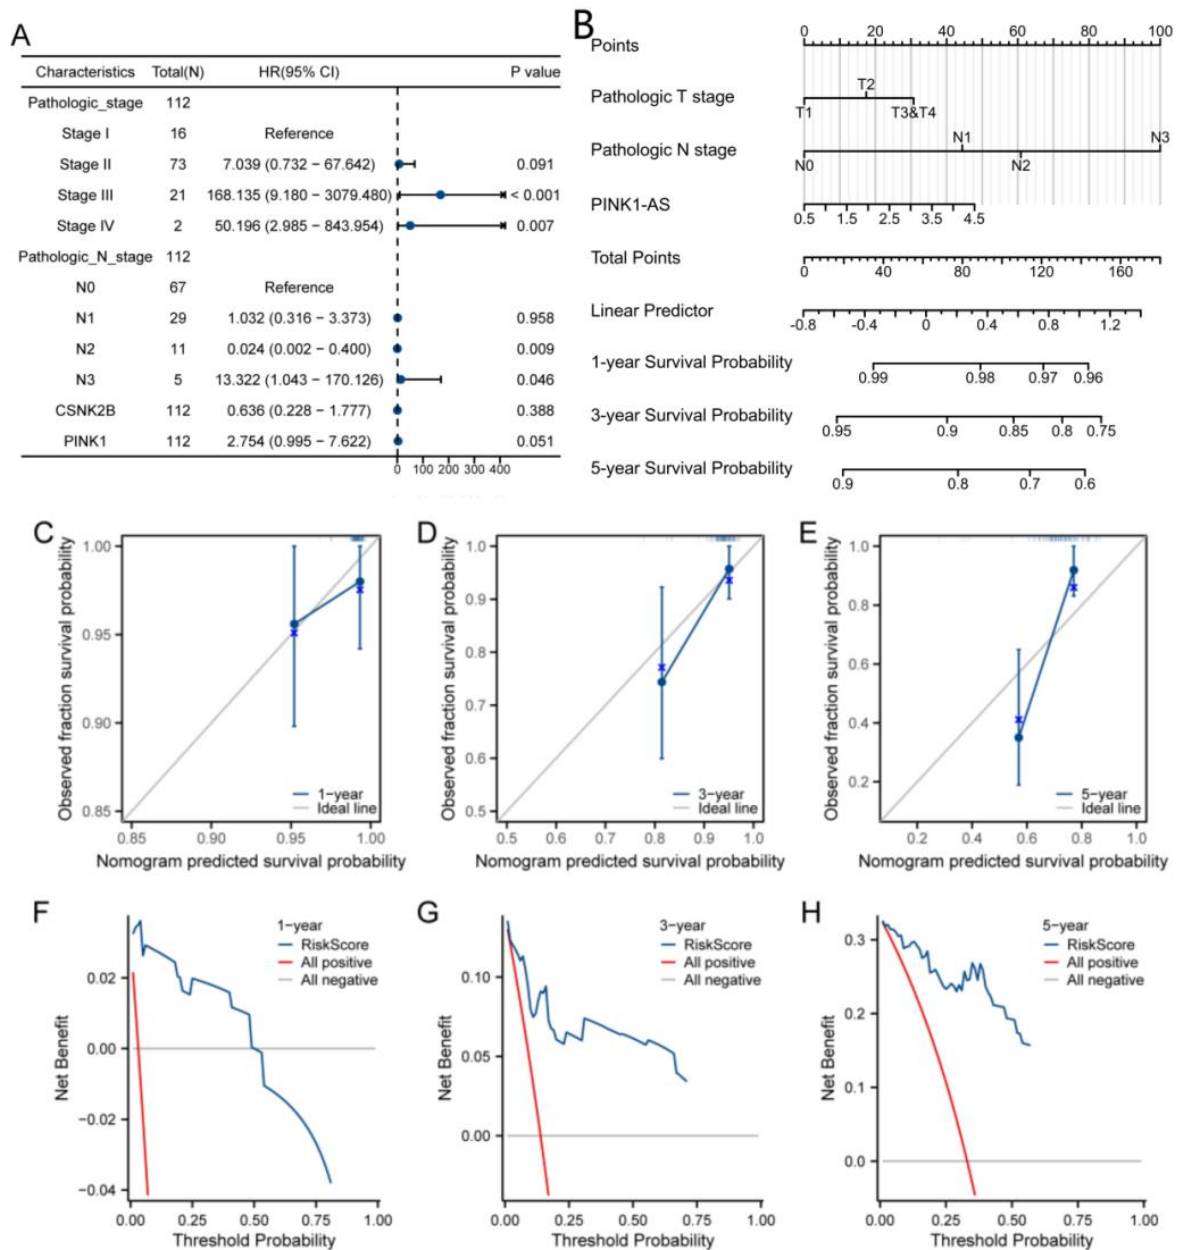 A
Characteristics Total(N) HR(95% CI) P value
Pathologic_stage 112
Stage I 16 Reference
Stage II 73 7.039 (0.732 − 67.642) 0.091
Stage III 21 168.135 (9.180 − 3079.480) < 0.001
Stage IV 2 50.196 (2.985 − 843.954) 0.007
Pathologic_N_stage 112
N0 67 Reference
N1 29 1.032 (0.316 − 3.373) 0.958
N2 11 0.024 (0.002 − 0.400) 0.009
N3 5 13.322 (1.043 − 170.126) 0.046
CSNK2B 112 0.636 (0.228 − 1.777) 0.388
PINK1 112 2.754 (0.995 − 7.622) 0.051
0 100 200 300 400
B
Points 0 20 40 60 80 100
Pathologic T stage T1 T2 T3&T4
Pathologic N stage N0 N1 N2 N3
PINK1-AS 0.5 1.5 2.5 3.5 4.5
Total Points 0 40 80 120 160
Linear Predictor -0.8 -0.4 0 0.4 0.8 1.2
1-year Survival Probability 0.99 0.98 0.97 0.96
3-year Survival Probability 0.95 0.9 0.85 0.8 0.75
5-year Survival Probability 0.9 0.8 0.7 0.6
C
Observed fraction survival probability
1.00
0.95
0.90
0.85
1−year
Ideal line
0.85 0.90 0.95 1.00
Nomogram predicted survival probability
D
Observed fraction survival probability
1.0
0.9
0.8
0.7
0.6
0.5
3−year
Ideal line
0.5 0.6 0.7 0.8 0.9 1.0
Nomogram predicted survival probability
E
Observed fraction survival probability
1.0
0.8
0.6
0.4
0.2
5−year
Ideal line
0.2 0.4 0.6 0.8 1.0
Nomogram predicted survival probability
F
1−year
RiskScore
All positive
All negative
Net Benefit
0.02
0.00
−0.02
−0.04
0.00 0.25 0.50 0.75 1.00
Threshold Probability
G
3−year
RiskScore
All positive
All negative
Net Benefit
0.10
0.05
0.00
0.00 0.25 0.50 0.75 1.00
Threshold Probability
H
5−year
RiskScore
All positive
All negative
Net Benefit
0.3
0.2
0.1
0.0
0.00 0.25 0.50 0.75 1.00
Threshold Probability